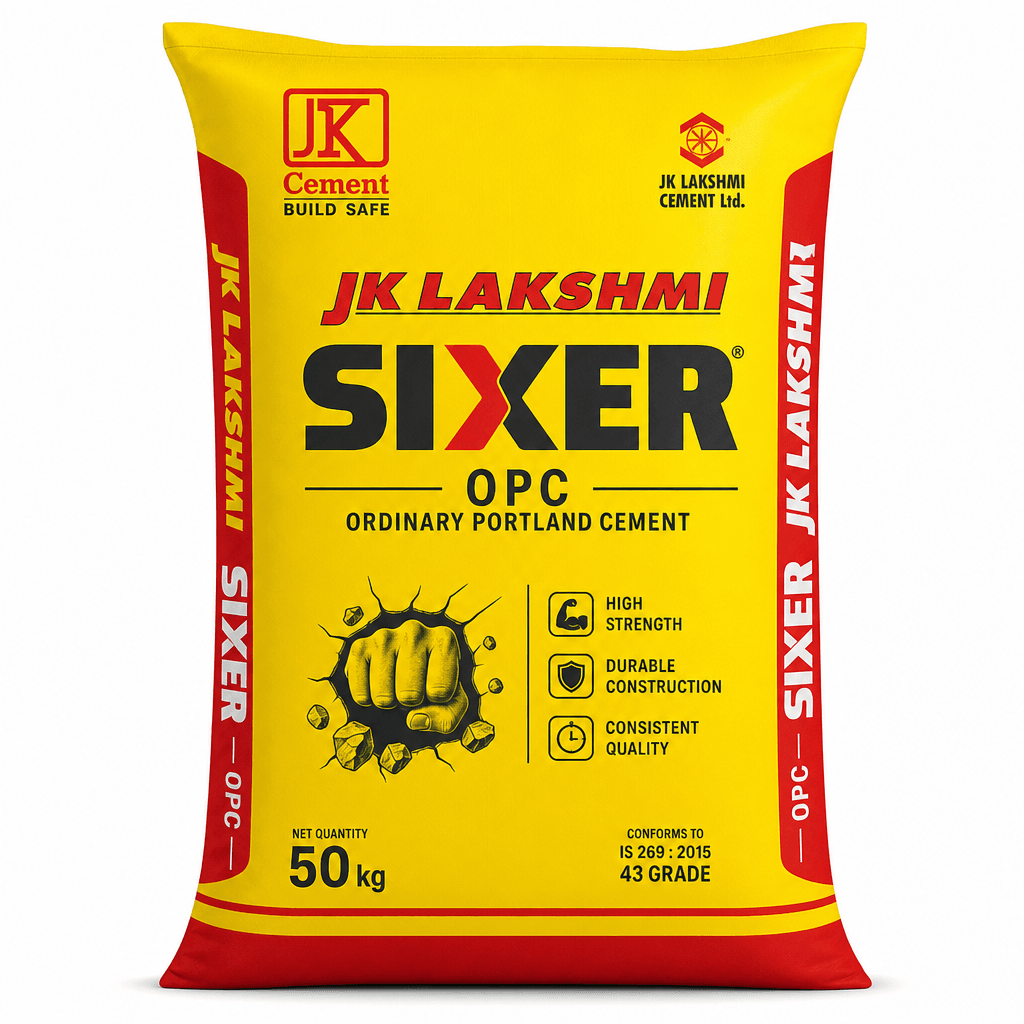 JK
Cement
BUILD SAFE
JK LAKSHMI
CEMENT Ltd.
JK LAKSHMI
SIXER®
OPC
ORDINARY PORTLAND CEMENT
HIGH
STRENGTH
DURABLE
CONSTRUCTION
CONSISTENT
QUALITY
NET QUANTITY
50 kg
CONFORMS TO
IS 269 : 2015
43 GRADE
JK LAKSHMI SIXER — OPC —
— OPC — SIXER JK LAKSHMI